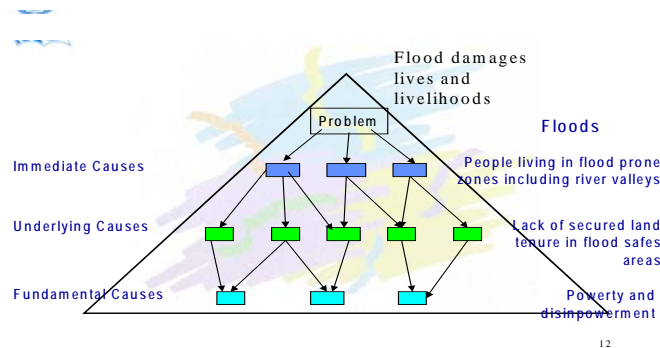 Flood damages
lives and
livelihoods
Problem
Floods
Immediate Causes
People living in flood prone
zones including river valleys
Underlying Causes
Lack of secured land
tenure in flood safes
areas
Fundamental Causes
Poverty and
disinpowerment
12